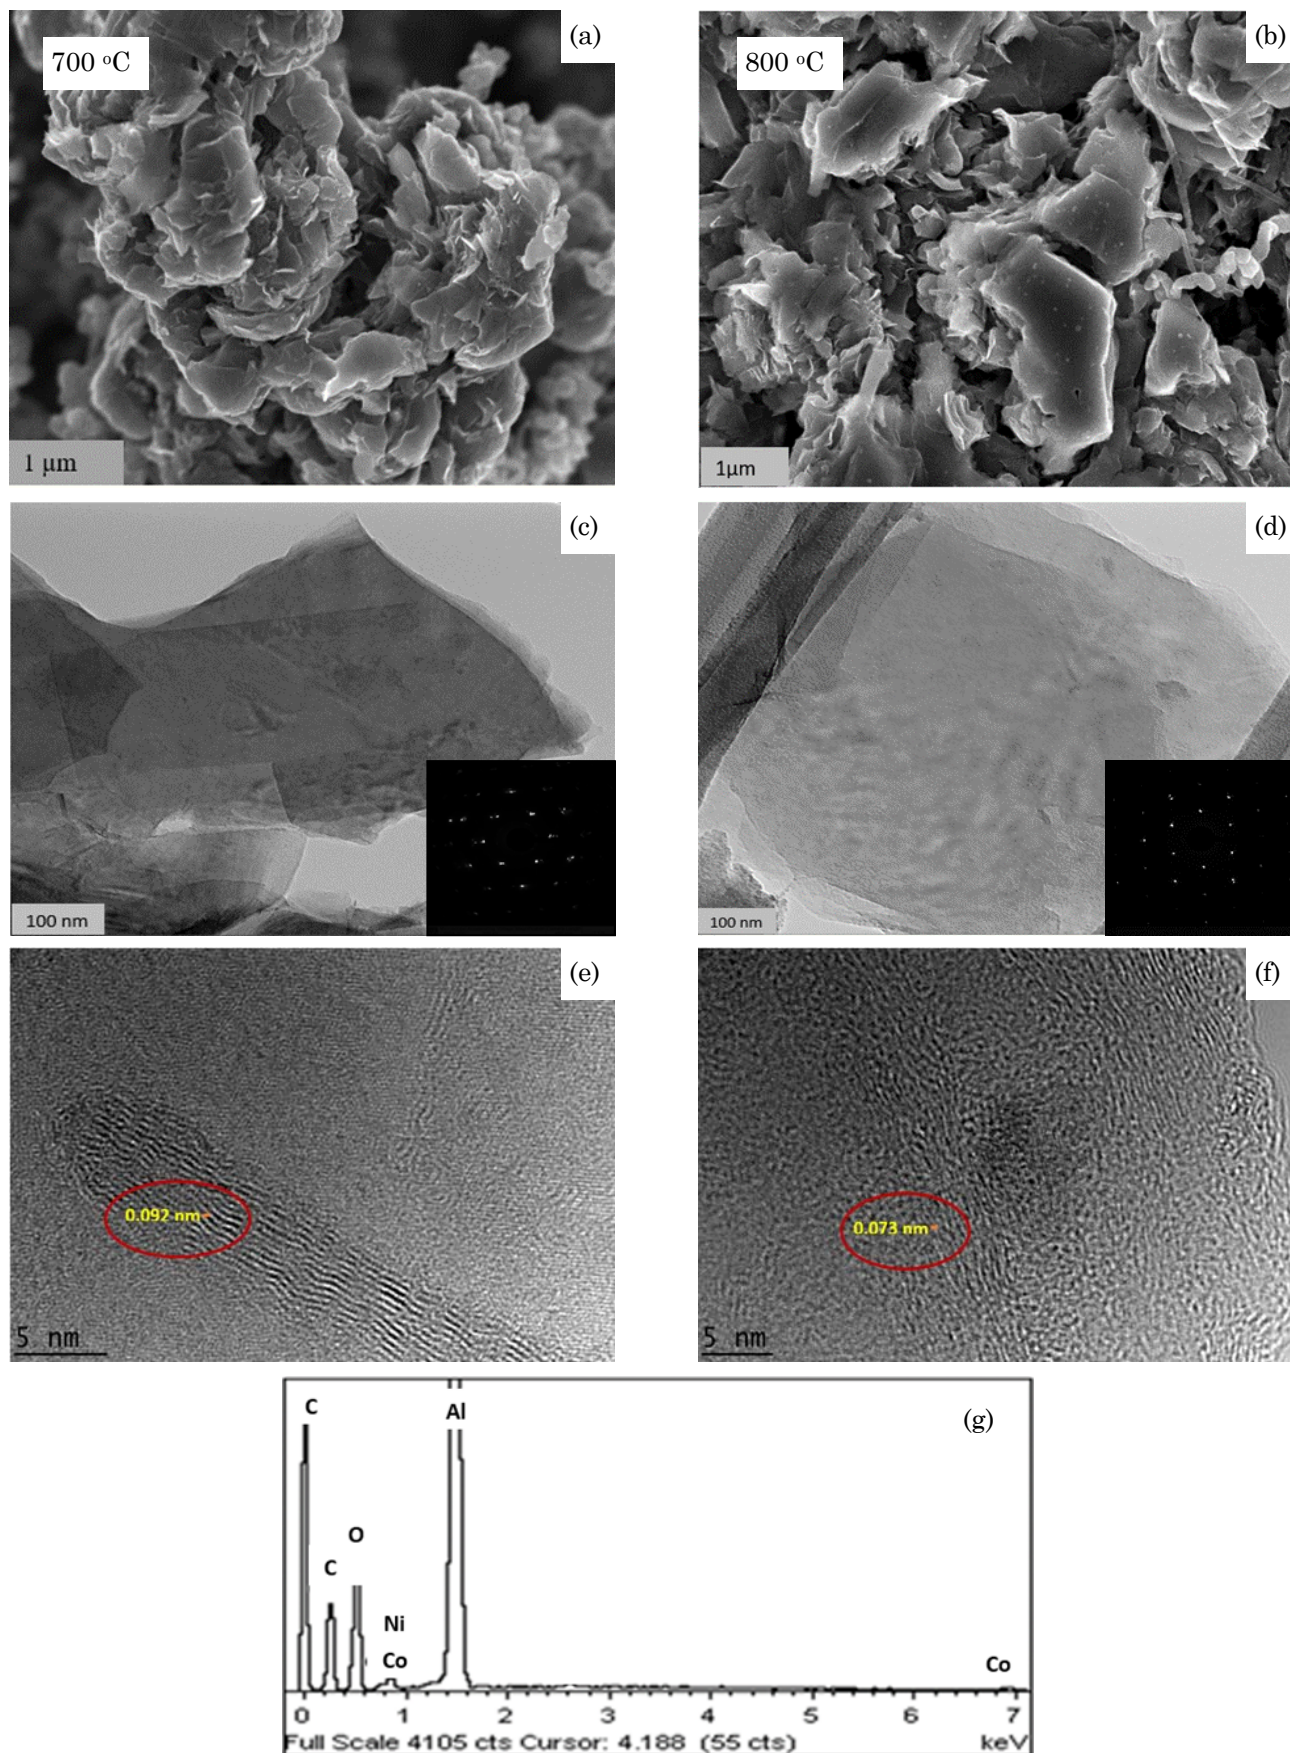 700 °C
(a)
800 °C
(b)
1 µm
1µm
(c)
(d)
100 nm
100 nm
(e)
(f)
0.092 nm
0.073 nm
5 nm
5 nm
C
Al
(g)
O
C
Ni
Co
Co
0 1 2 3 4 5 6 7
Full Scale 4105 cts Cursor: 4.188 (55 cts) keV